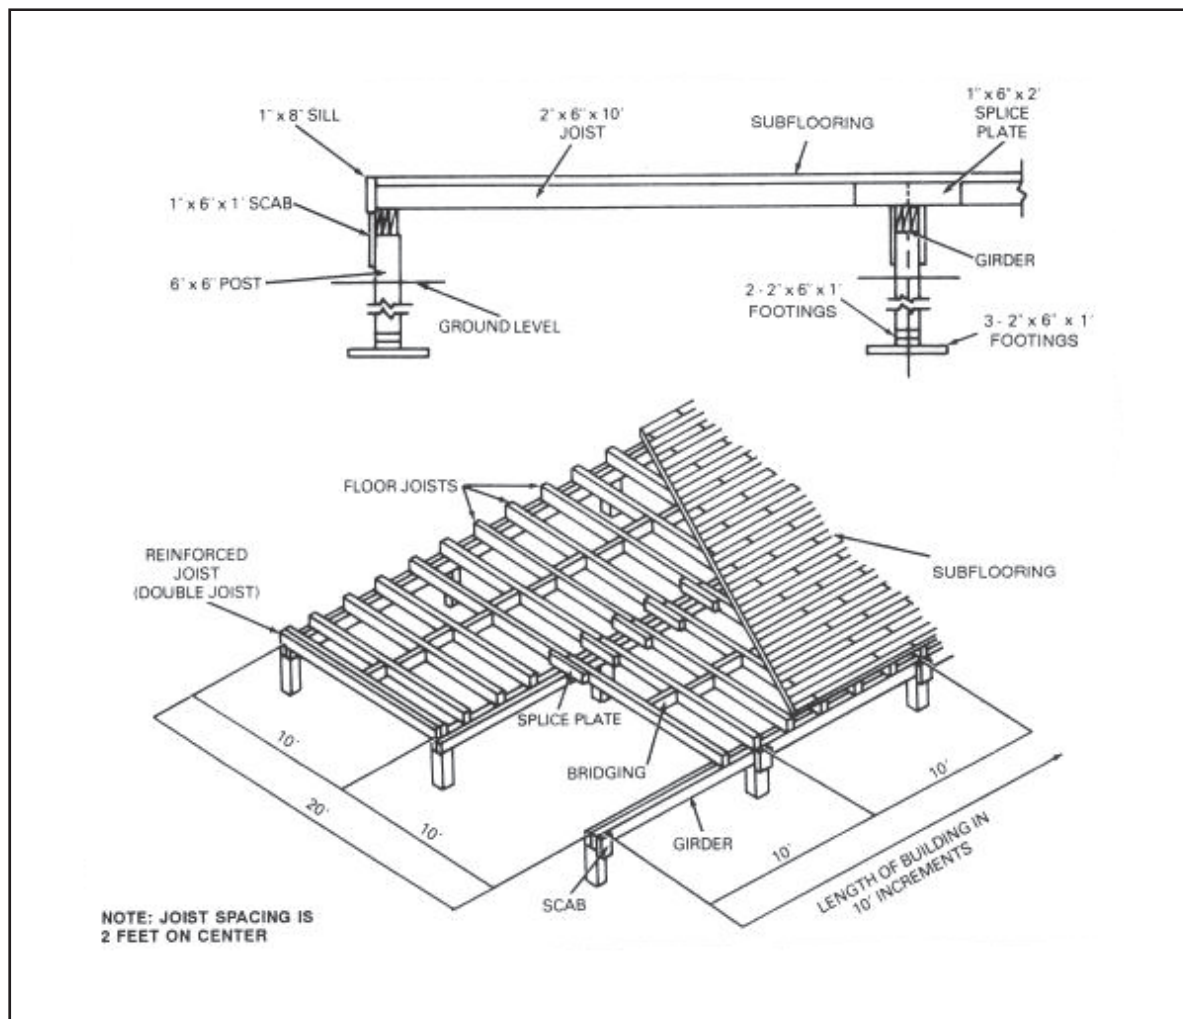 1" x 8" SILL
2" x 6" x 10'
JOIST
SUBFLOORING
1" x 6" x 2'
SPLICE
PLATE
1" x 6" x 1' SCAB
6" x 6" POST
GROUND LEVEL
GIRDER
2 - 2" x 6" x 1'
FOOTINGS
3 - 2" x 6" x 1'
FOOTINGS
FLOOR JOISTS
REINFORCED
JOIST
(DOUBLE JOIST)
SUBFLOORING
SPLICE PLATE
BRIDGING
GIRDER
SCAB
10'
20'
10'
10'
10'
LENGTH OF BUILDING IN
10' INCREMENTS
NOTE: JOIST SPACING IS
2 FEET ON CENTER